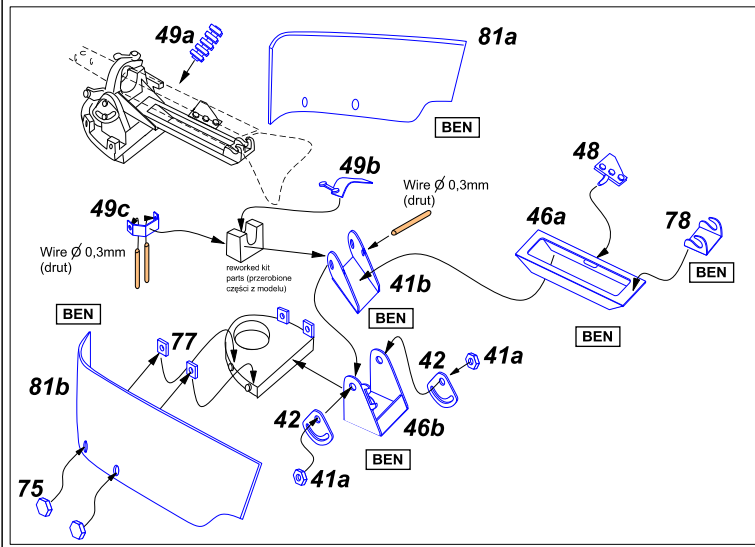 49a
81a
BEN
49b
48
Wire Ø 0,3mm
(drut)
49c
46a
78
Wire Ø 0,3mm
(drut)
reworked kit
parts (przerobione
części z modelu)
41b
BEN
BEN
BEN
BEN
77
42
41a
81b
42
46b
BEN
41a
75